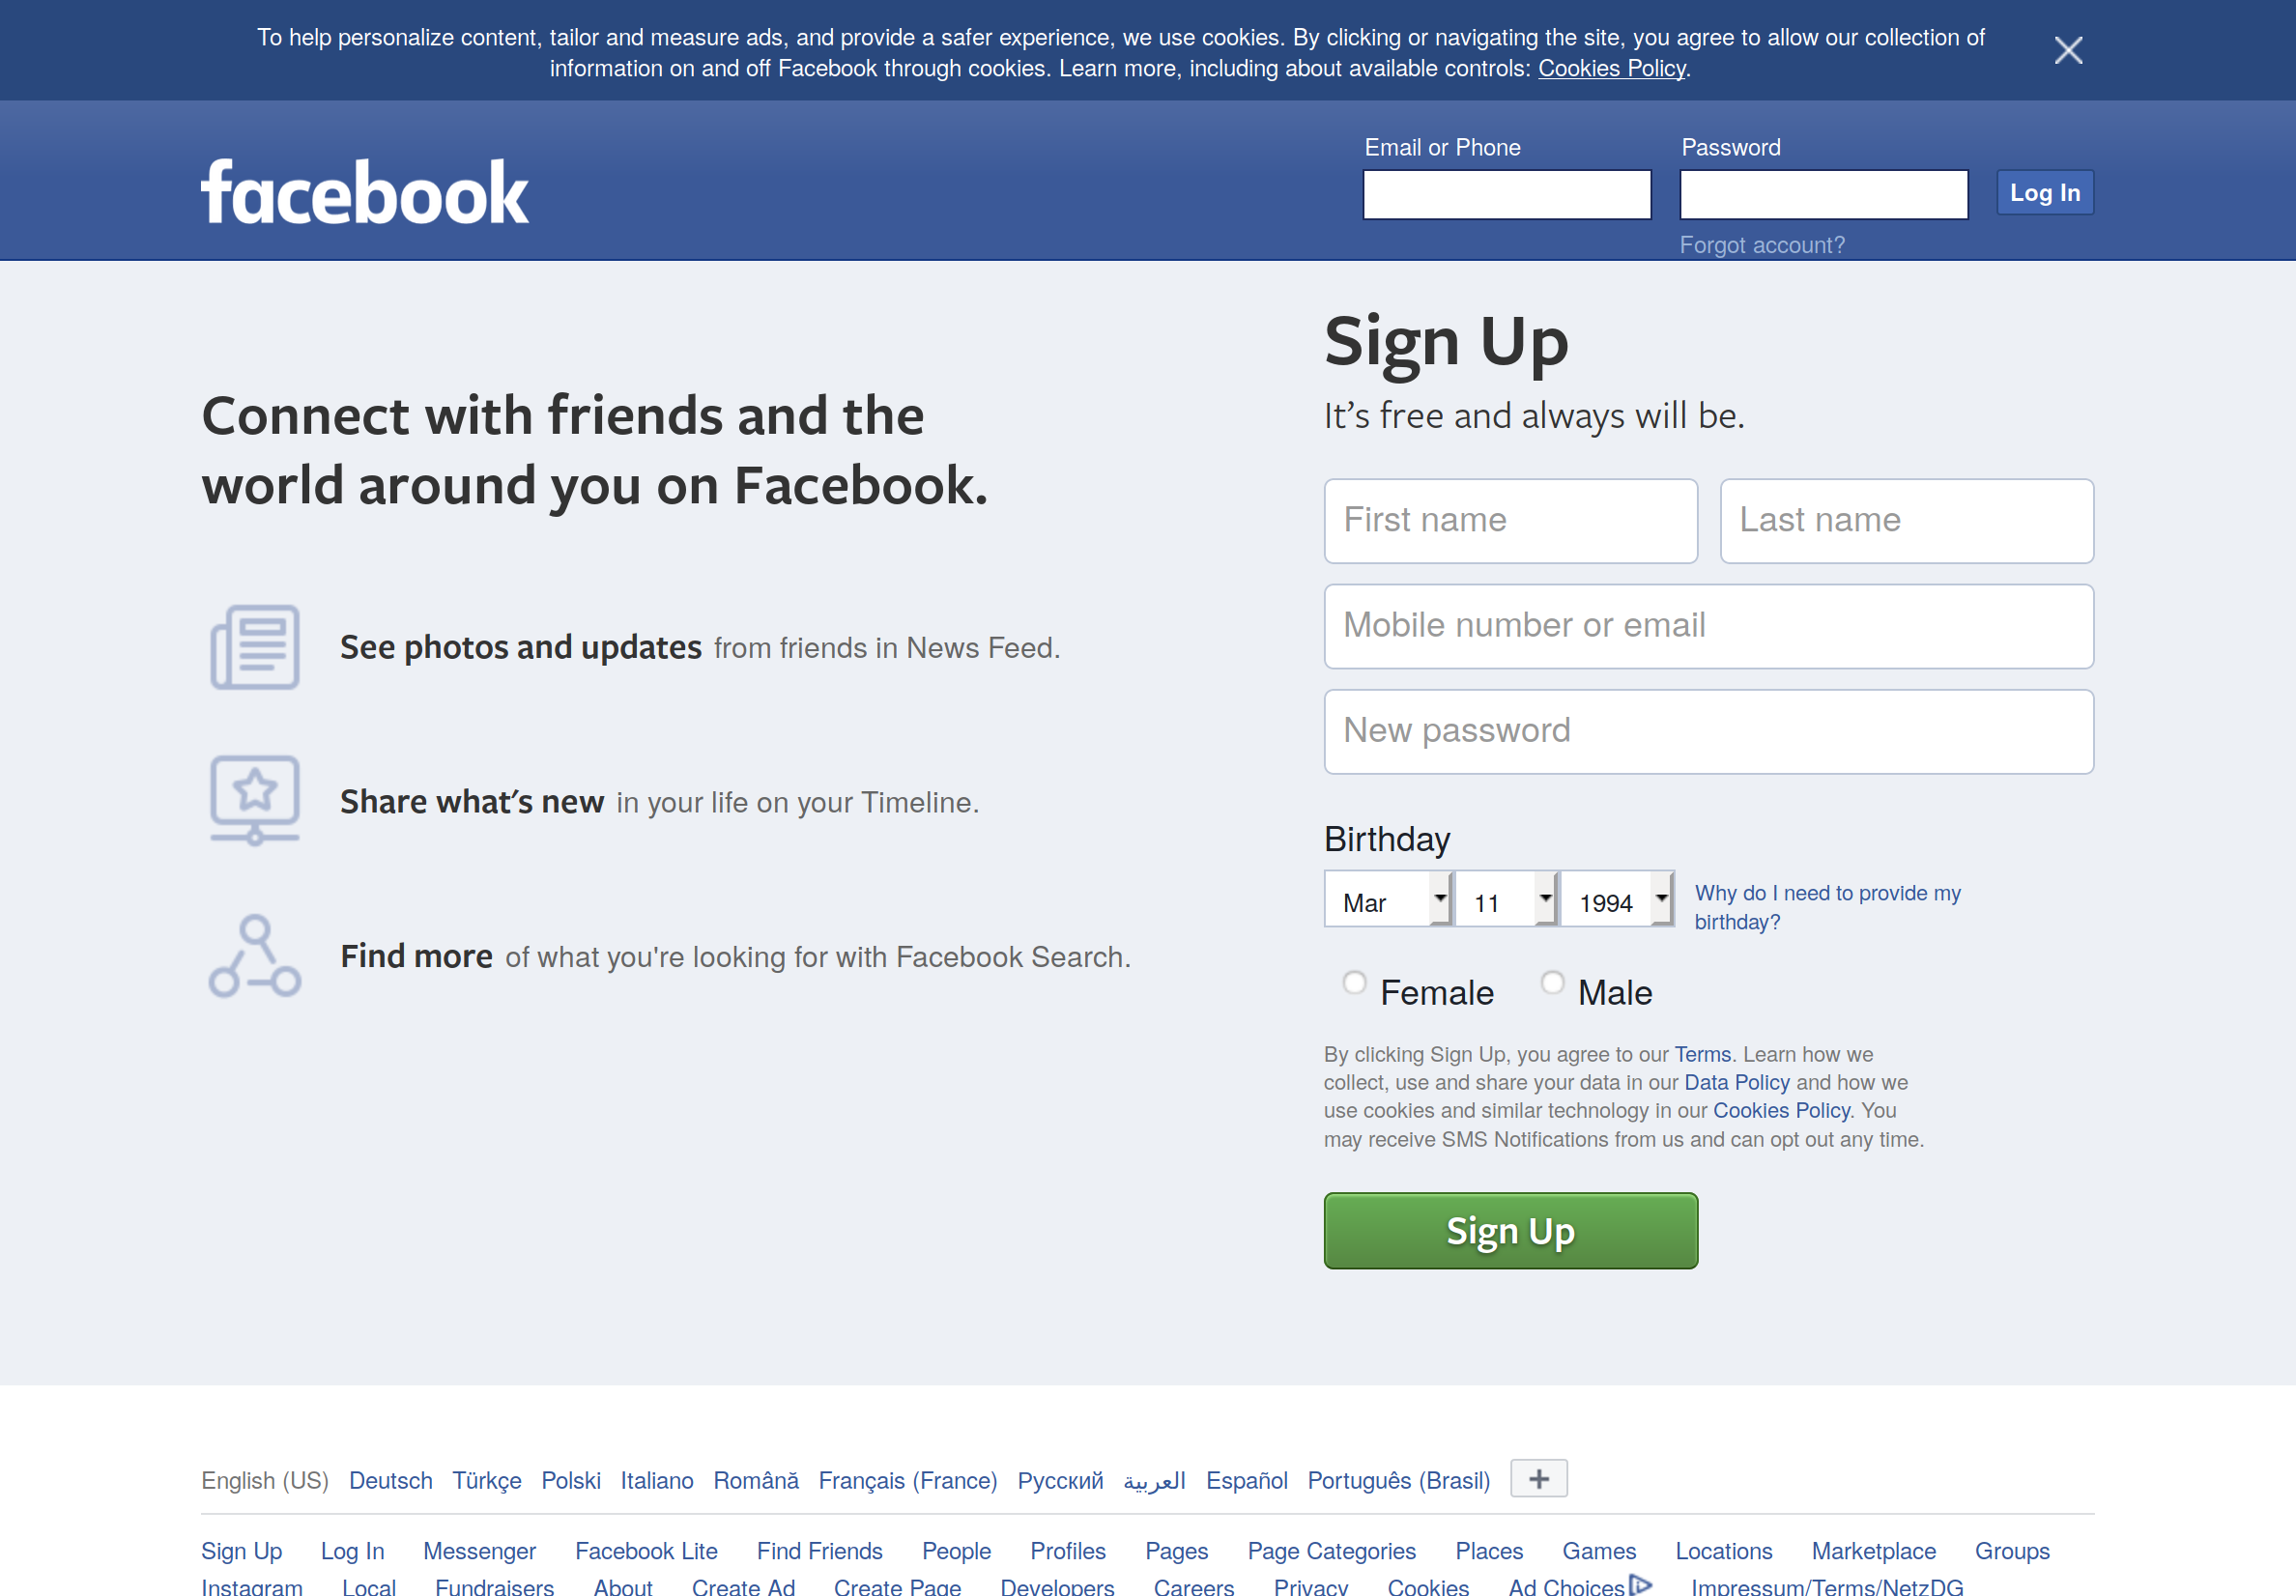 To help personalize content, tailor and measure ads, and provide a safer experience, we use cookies. By clicking or navigating the site, you agree to allow our collection of
information on and off Facebook through cookies. Learn more, including about available controls: Cookies Policy.
facebook
Email or Phone
Password
Log In
Forgot account?
Connect with friends and the
world around you on Facebook.
See photos and updates from friends in News Feed.
Share what's new in your life on your Timeline.
Find more of what you're looking for with Facebook Search.
Sign Up
It’s free and always will be.
First name
Last name
Mobile number or email
New password
Birthday
Mar 11 1994
Why do I need to provide my
birthday?
Female Male
By clicking Sign Up, you agree to our Terms. Learn how we
collect, use and share your data in our Data Policy and how we
use cookies and similar technology in our Cookies Policy. You
may receive SMS Notifications from us and can opt out any time.
Sign Up
English (US) Deutsch Türkçe Polski Italiano Română Français (France) Русский العربية Español Português (Brasil)
Sign Up Log In Messenger Facebook Lite Find Friends People Profiles Pages Page Categories Places Games Locations Marketplace Groups
Instagram Local Fundraisers About Create Ad Create Page Developers Careers Privacy Cookies Ad Choices Impressum/Terms/NetzDG